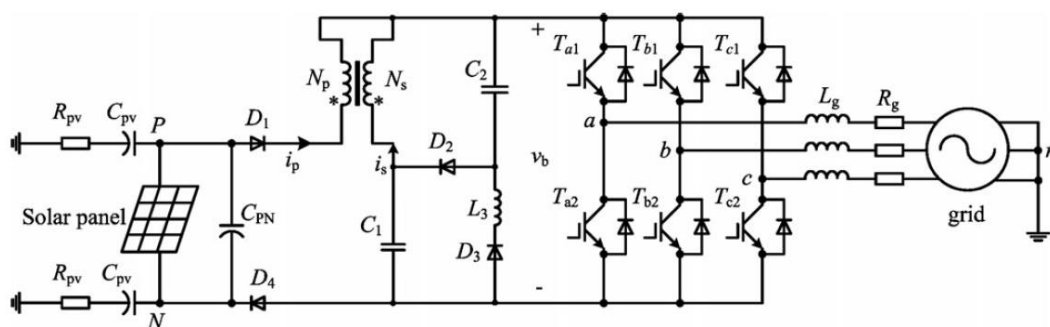 R_pv C_pv P D_1 i_p
N_p N_s
* *
C_2
+
T_a1 T_b1 T_c1
L_g R_g
a
b
c
n
v_b
D_2
i_s
L_3
C_1
D_3
Solar panel
C_PN
T_a2 T_b2 T_c2
grid
R_pv C_pv N D_4
-